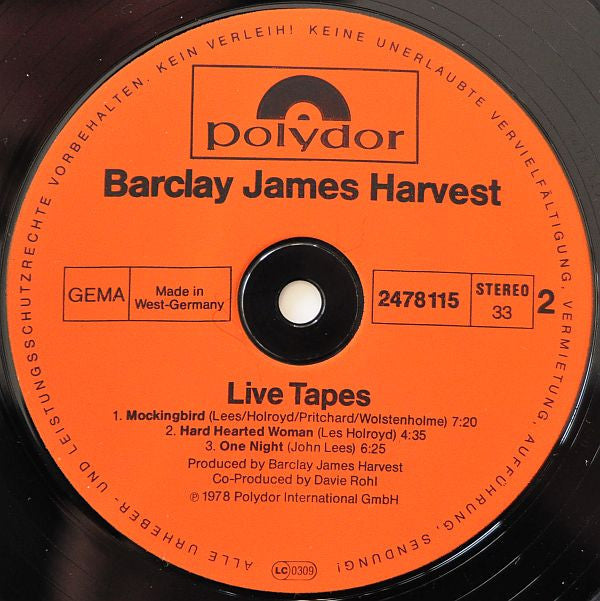 ALLE URHEBER- UND LEISTUNGSSCHUTZRECHTE VORBEHALTEN. KEIN VERLEIH! KEINE UNERLAUBTE VERVIELFÄLTIGUNG, VERMIETUNG, AUFFÜHRUNG, SENDUNG!
polydor
Barclay James Harvest
GEMA
Made in
West-Germany
2478115
STEREO
33
2
Live Tapes
1. Mockingbird (Lees/Holroyd/Pritchard/Wolstenholme) 7:20
2. Hard Hearted Woman (Les Holroyd) 4:35
3. One Night (John Lees) 6:25
Produced by Barclay James Harvest
Co-Produced by Davie Rohl
℗ 1978 Polydor International GmbH
LC 0309